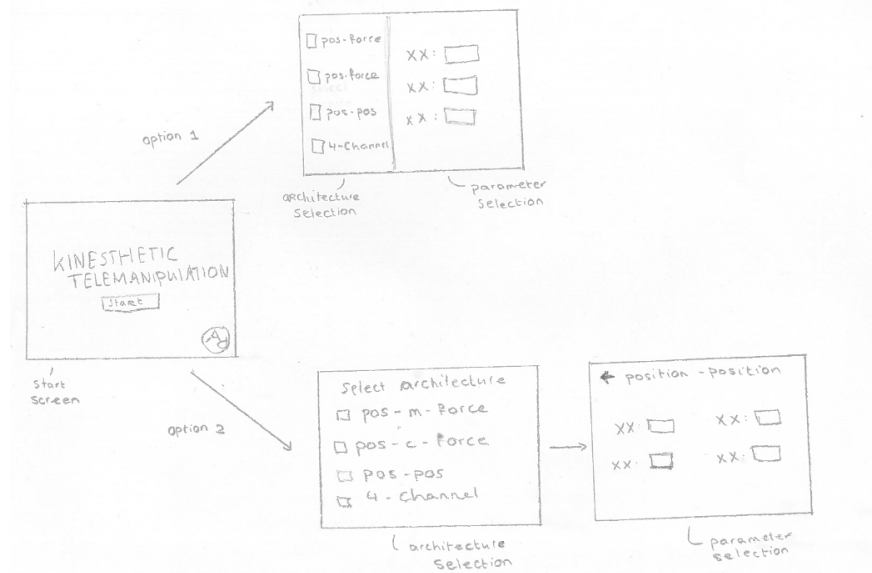 pos-force
pos-force
pos-pos
4-Channel
XX:
XX:
XX:
option 1
architecture
selection
parameter
selection
KINESTHETIC
TELEMANIPULATION
Start
Start
screen
option 2
Select architecture
pos-m-force
pos-c-force
pos-pos
4-channel
architecture
selection
← position-position
XX:
XX:
XX:
XX:
parameter
selection